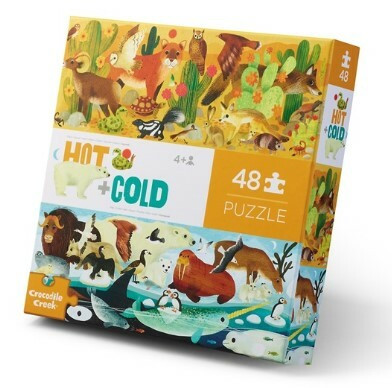 48
HOT
+ COLD
4+
48
PUZZLE
Crocodile
Creek
HOT
+ COLD